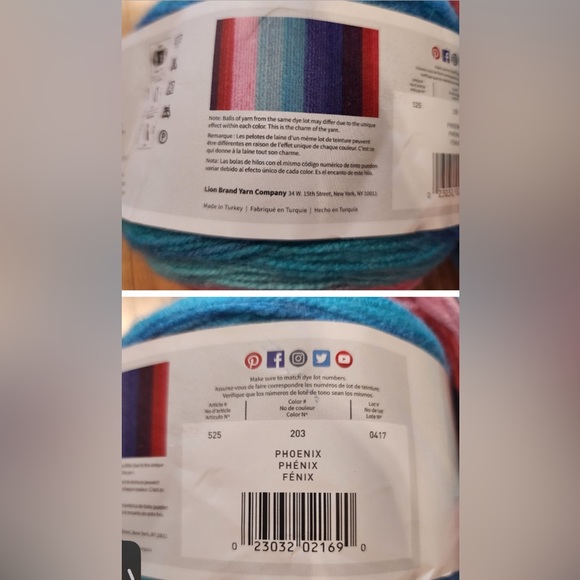 Note: Balls of yarn from the same dye lot may differ due to the unique
effect within each color. This is the charm of the yarn.
Remarque : Les pelotes de laine d'un même lot de teinture peuvent
être différentes en raison de l'effet unique de chaque couleur. C'est ce
qui donne à la laine tout son charme.
Nota: Las bolas de hilos con el mismo código numérico de tinte pueden
variar debido al efecto único de cada color. Es el encanto de este hilo.
Lion Brand Yarn Company 34 W. 15th Street, New York, NY 10011
Made in Turkey | Fabriqué en Turquie | Hecho en Turquía
525
Make sure to match dye lot numbers.
Assurez-vous de faire correspondre les numéros de lot de teinture.
Verifique que los números de lote de tono sean los mismos.
Article # Color # Lot #
No d'article No de couleur No de lot
Artículo N° Color N° Lote N°
525 203 0417
PHOENIX
PHÉNIX
FÉNIX
0 23032 02169 0